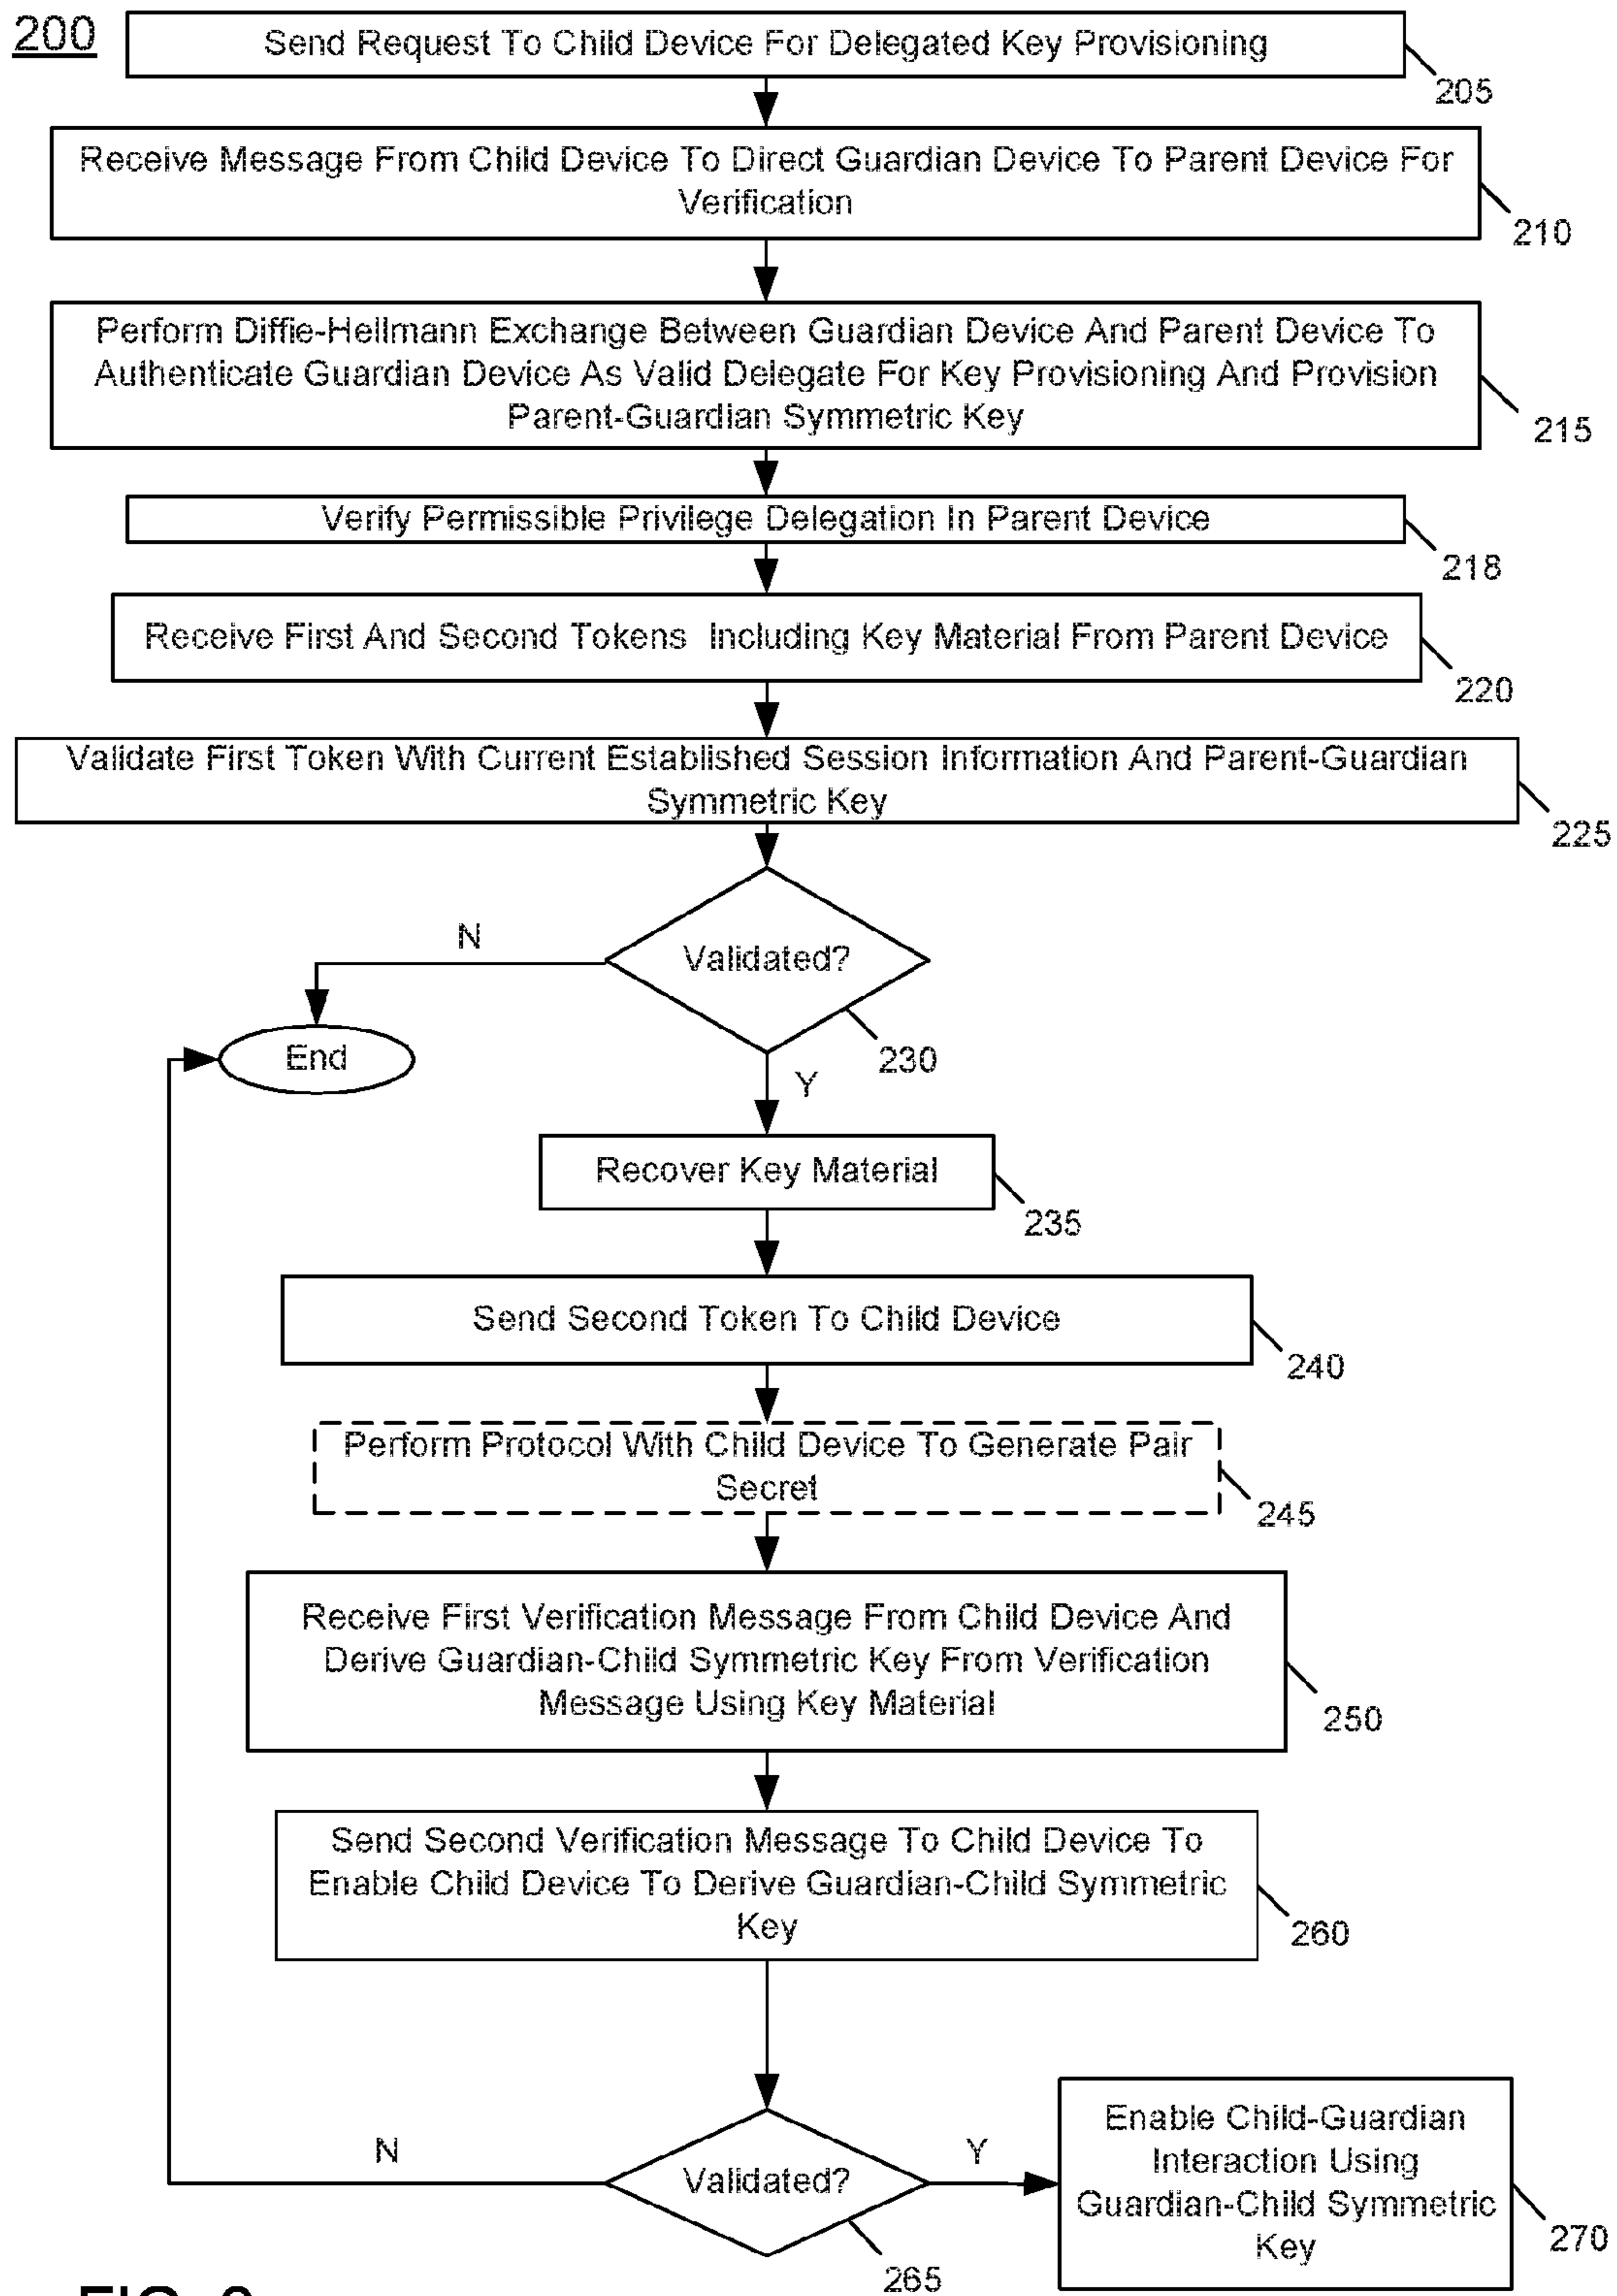 200
Send Request To Child Device For Delegated Key Provisioning
205
Receive Message From Child Device To Direct Guardian Device To Parent Device For
Verification
210
Perform Diffie-Hellmann Exchange Between Guardian Device And Parent Device To
Authenticate Guardian Device As Valid Delegate For Key Provisioning And Provision
Parent-Guardian Symmetric Key
215
Verify Permissible Privilege Delegation In Parent Device
218
Receive First And Second Tokens Including Key Material From Parent Device
220
Validate First Token With Current Established Session Information And Parent-Guardian
Symmetric Key
225
N
Validated?
End
230
Y
Recover Key Material
235
Send Second Token To Child Device
240
Perform Protocol With Child Device To Generate Pair
Secret
245
Receive First Verification Message From Child Device And
Derive Guardian-Child Symmetric Key From Verification
Message Using Key Material
250
Send Second Verification Message To Child Device To
Enable Child Device To Derive Guardian-Child Symmetric
Key
260
N
Validated?
Y
265
Enable Child-Guardian
Interaction Using
Guardian-Child Symmetric
Key
270